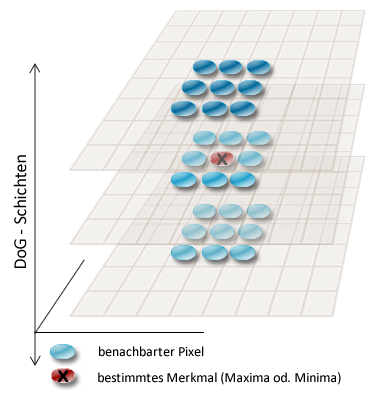 DoG - Schichten
X
benachbarter Pixel
X
bestimmtes Merkmal (Maxima od. Minima)